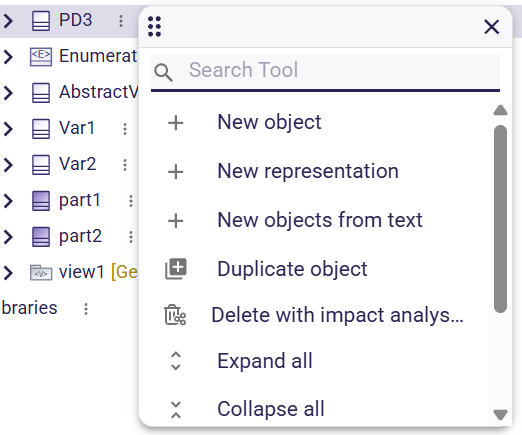 PD3
<E> Enumerat
AbstractV
Var1
Var2
part1
part2
</> view1 [Ge
braries
Search Tool
New object
New representation
New objects from text
Duplicate object
Delete with impact analys...
Expand all
Collapse all